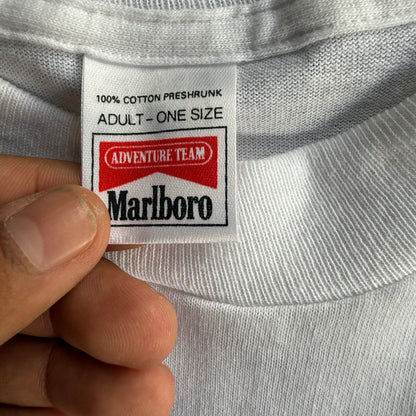 100% COTTON PRESHRUNK
ADULT – ONE SIZE
ADVENTURE TEAM
Marlboro